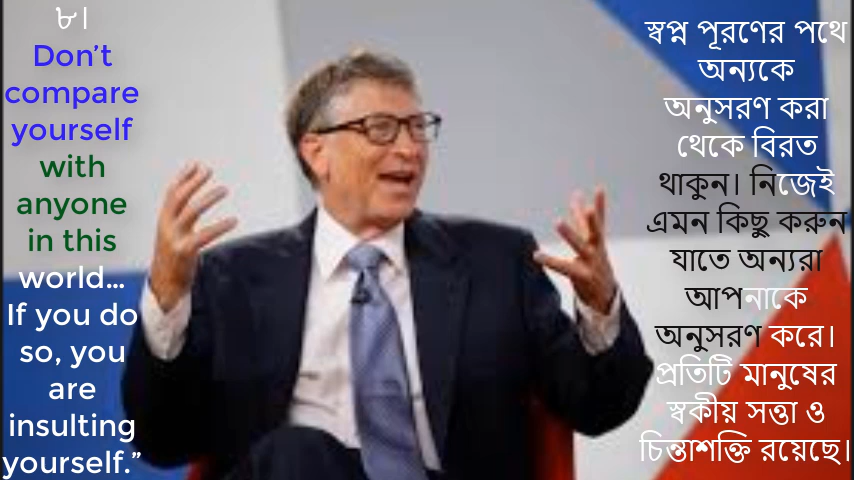 ৮।
Don’t
compare
yourself
with
anyone
in this
world...
If you do
so, you
are
insulting
yourself.”
স্বপ্ন পূরণের পথে
অন্যকে
অনুসরণ করা
থেকে বিরত
থাকুন। নিজেই
এমন কিছু করুন
যাতে অন্যরা
আপনাকে
অনুসরণ করে।
প্রতিটি মানুষের
স্বকীয় সত্তা ও
চিন্তাশক্তি রয়েছে।